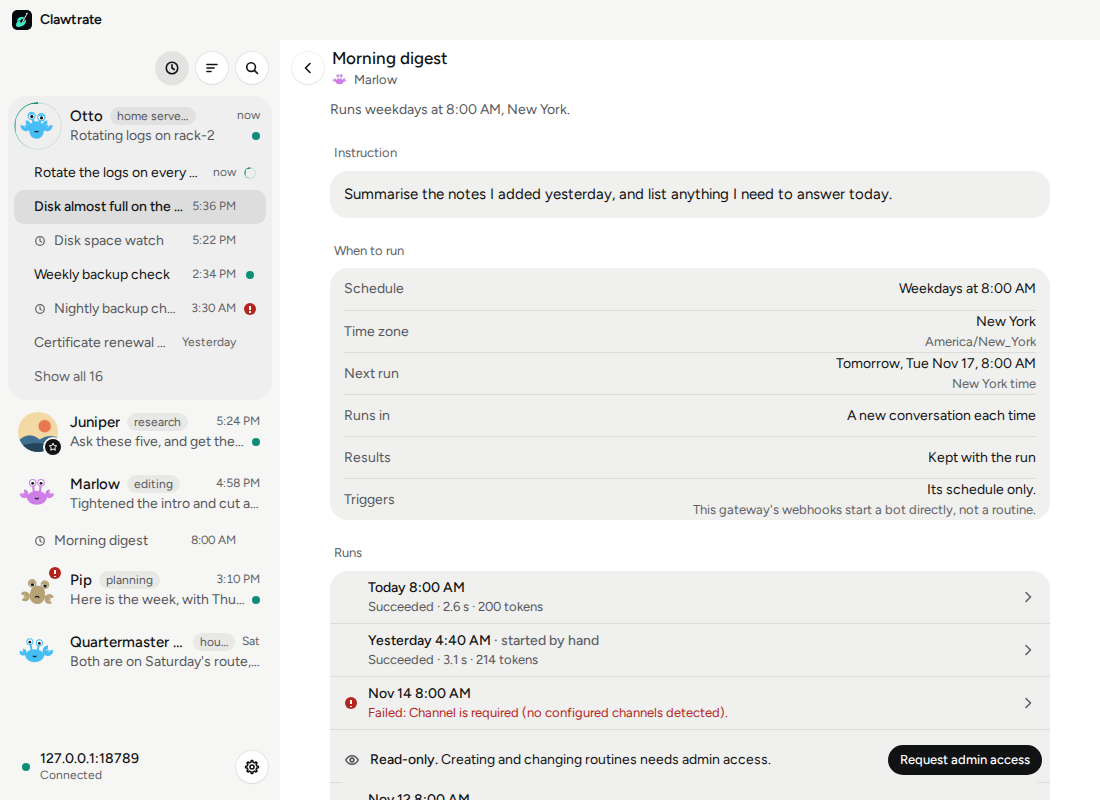 Clawtrate
Otto
home serve...
now
Rotating logs on rack-2
Rotate the logs on every ...
now
Disk almost full on the ...
5:36 PM
Disk space watch
5:22 PM
Weekly backup check
2:34 PM
Nightly backup ch...
3:30 AM
Certificate renewal ...
Yesterday
Show all 16
Juniper
research
5:24 PM
Ask these five, and get the...
Marlow
editing
4:58 PM
Tightened the intro and cut a...
Morning digest
8:00 AM
Pip
planning
3:10 PM
Here is the week, with Thu...
Quartermaster ...
hou...
Sat
Both are on Saturday's route,...
127.0.0.1:18789
Connected
Morning digest
Marlow
Runs weekdays at 8:00 AM, New York.
Instruction
Summarise the notes I added yesterday, and list anything I need to answer today.
When to run
Schedule
Weekdays at 8:00 AM
Time zone
New York
America/New_York
Next run
Tomorrow, Tue Nov 17, 8:00 AM
New York time
Runs in
A new conversation each time
Results
Kept with the run
Triggers
Its schedule only.
This gateway's webhooks start a bot directly, not a routine.
Runs
Today 8:00 AM
Succeeded · 2.6 s · 200 tokens
Yesterday 4:40 AM · started by hand
Succeeded · 3.1 s · 214 tokens
Nov 14 8:00 AM
Failed: Channel is required (no configured channels detected).
Read-only. Creating and changing routines needs admin access.
Request admin access
Nov 12 8:00 AM